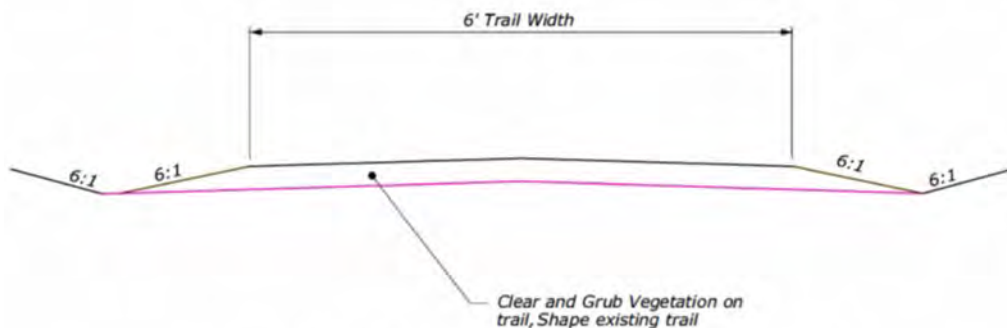 6' Trail Width
6:1
6:1
6:1
6:1
Clear and Grub Vegetation on
trail, Shape existing trail